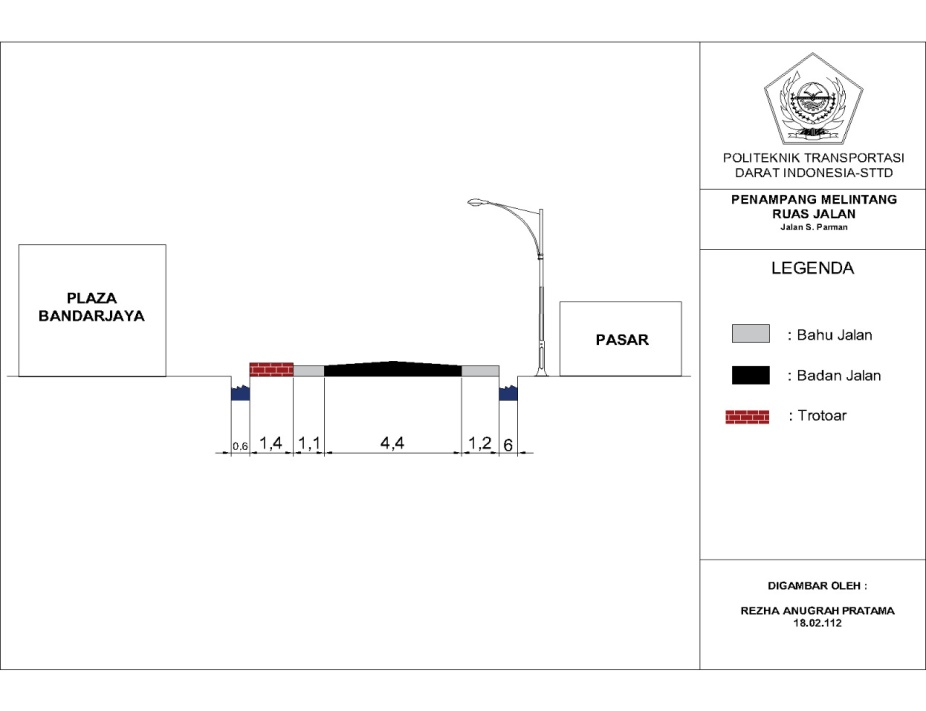 POLITEKNIK TRANSPORTASI
DARAT INDONESIA-STTD
PENAMPANG MELINTANG
RUAS JALAN
Jalan S. Parman
LEGENDA
: Bahu Jalan
: Badan Jalan
: Trotoar
PLAZA
BANDARJAYA
PASAR
0.6 1,4 1,1 4,4 1,2 6
DIGAMBAR OLEH :
REZHA ANUGRAH PRATAMA
18.02.112